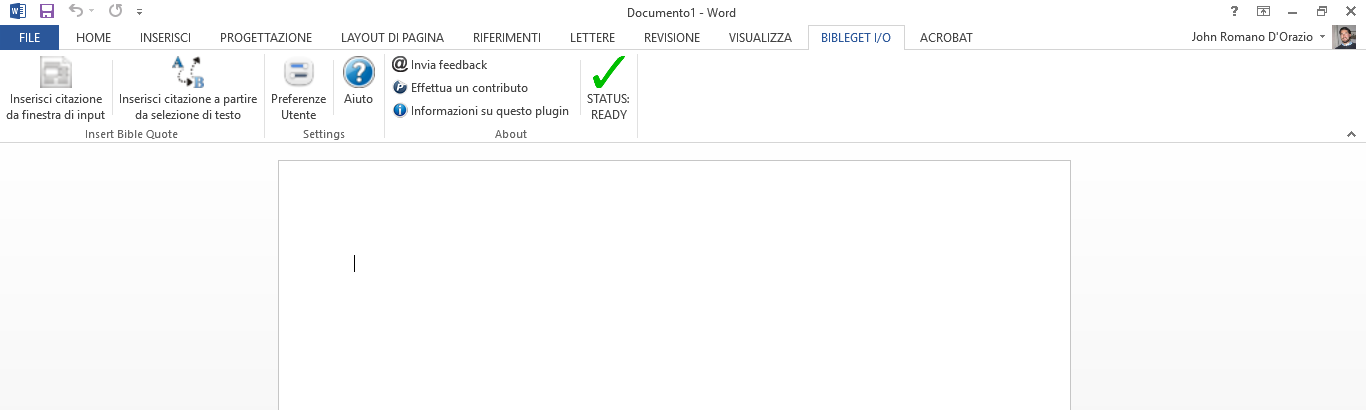 Documento1 - Word
FILE HOME INSERISCI PROGETTAZIONE LAYOUT DI PAGINA RIFERIMENTI LETTERE REVISIONE VISUALIZZA BIBLEGET I/O ACROBAT John Romano D'Orazio
Inserisci citazione
da finestra di input
Inserisci citazione a partire
da selezione di testo
Insert Bible Quote
Preferenze
Utente
Aiuto
Settings
Invia feedback
Effettua un contributo
Informazioni su questo plugin
About
STATUS:
READY